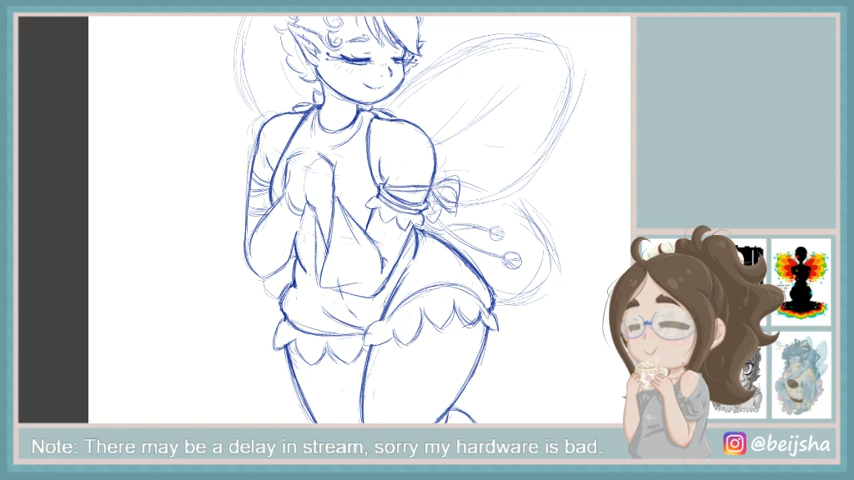 Note: There may be a delay in stream, sorry my hardware is bad.
@beijsha